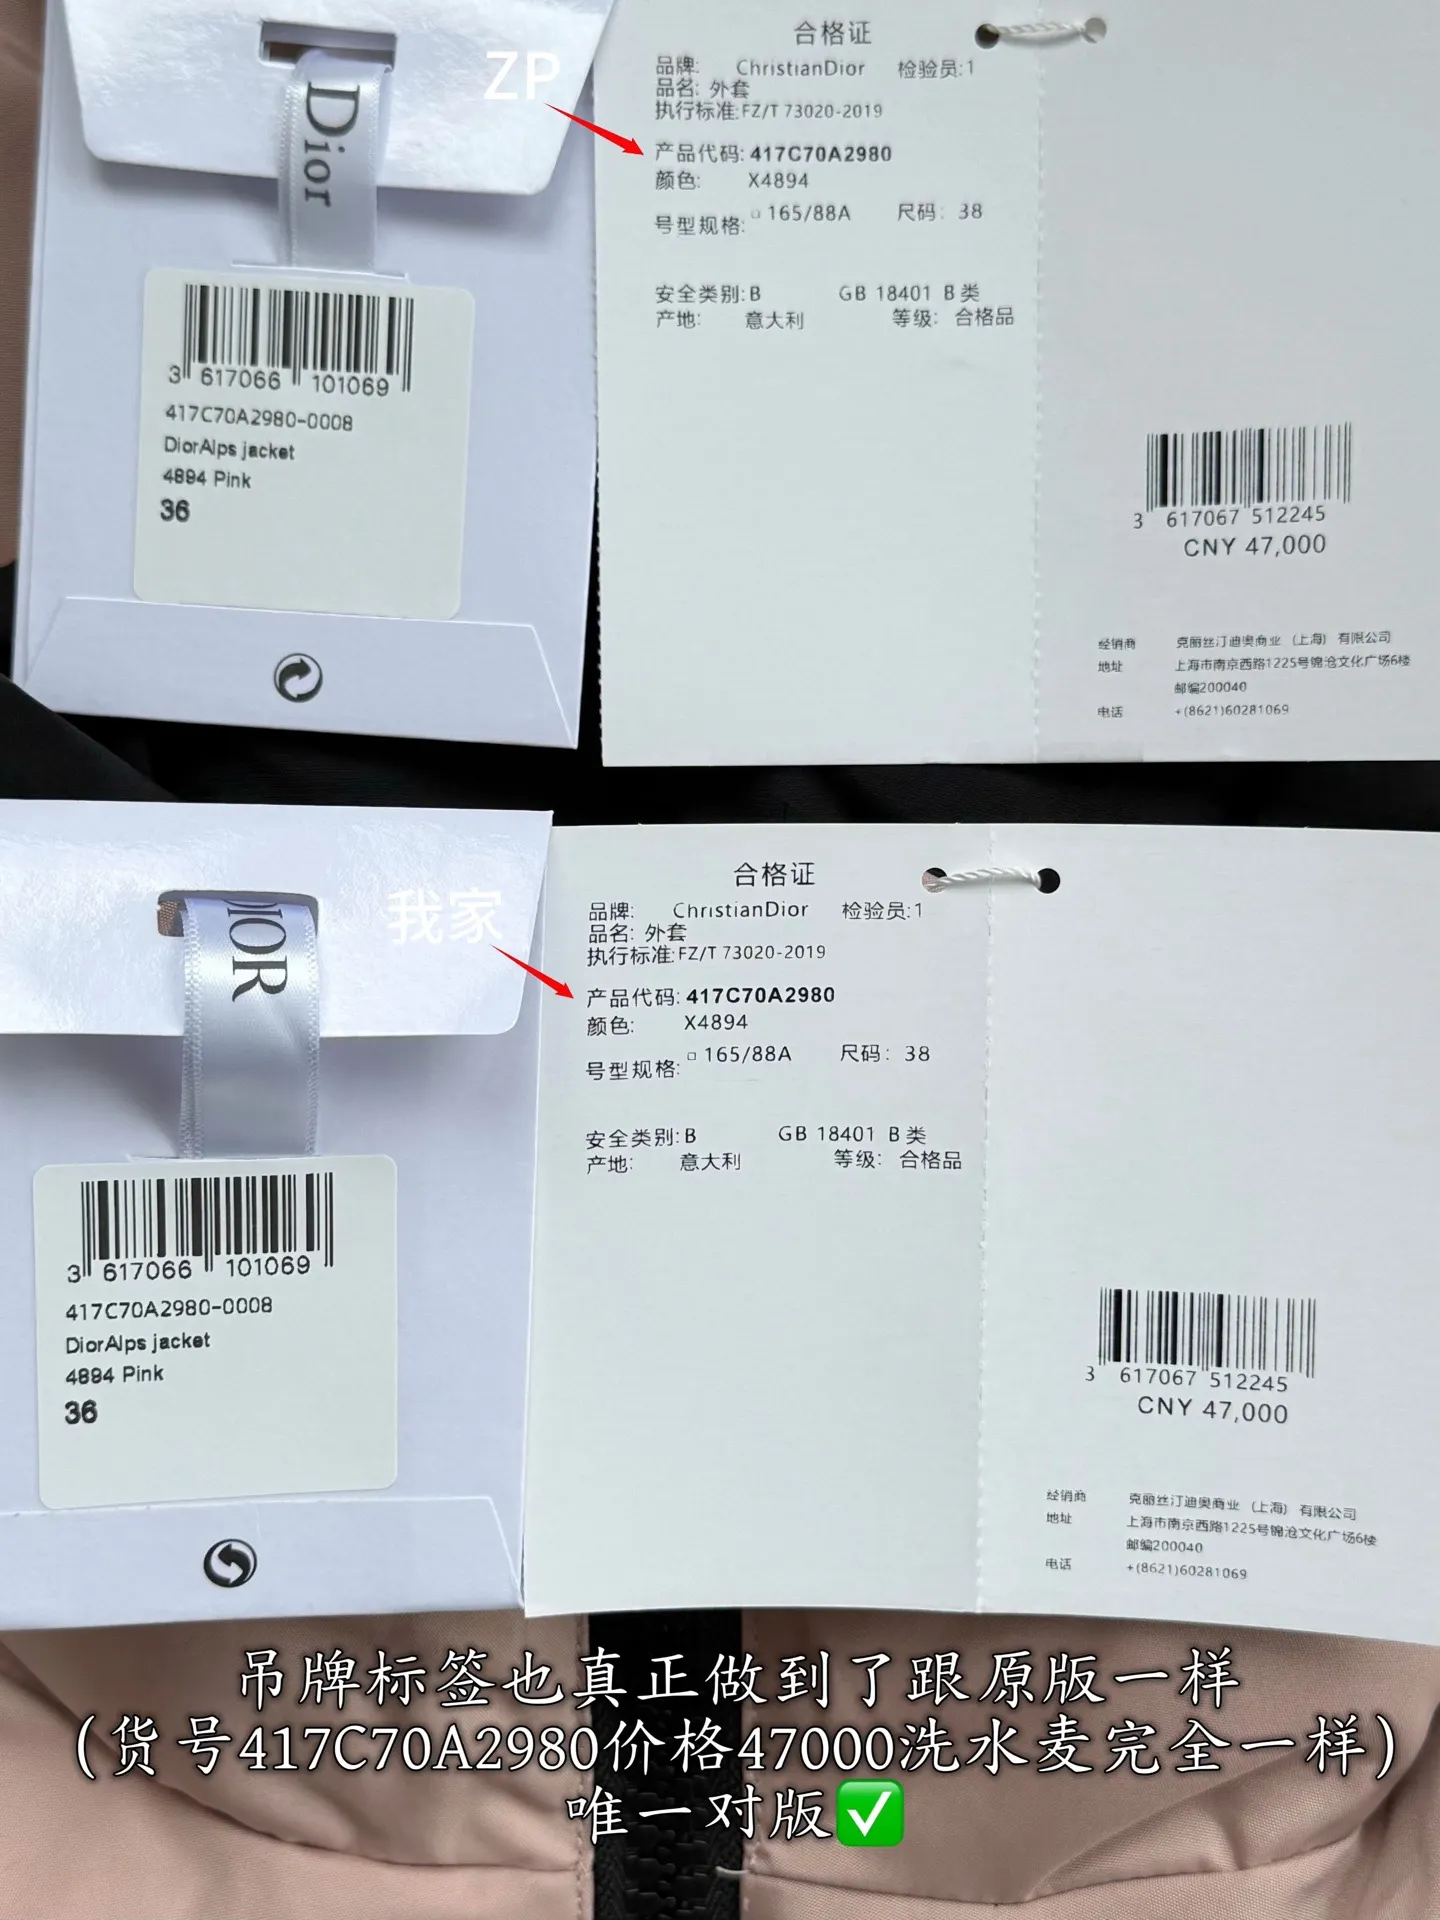 Dior
ZP
3 617066 101069
417C70A2980-0008
DiorAlps jacket
4894 Pink
36
合格证
品牌: ChristianDior 检验员:1
品名: 外套
执行标准:FZ/T 73020-2019
产品代码: 417C70A2980
颜色: X4894
号型规格: 165/88A 尺码: 38
安全类别: B GB 18401 B 类
产地: 意大利 等级: 合格品
3 617067 512245
CNY 47,000
经销商 克丽丝汀迪奥商业 (上海) 有限公司
地址 上海市南京西路1225号锦沧文化广场6楼
邮编200040
电话 +(8621)60281069
DIOR
我家
3 617066 101069
417C70A2980-0008
DiorAlps jacket
4894 Pink
36
合格证
品牌: ChristianDior 检验员:1
品名: 外套
执行标准:FZ/T 73020-2019
产品代码: 417C70A2980
颜色: X4894
号型规格: 165/88A 尺码: 38
安全类别: B GB 18401 B 类
产地: 意大利 等级: 合格品
3 617067 512245
CNY 47,000
经销商 克丽丝汀迪奥商业 (上海) 有限公司
地址 上海市南京西路1225号锦沧文化广场6楼
邮编200040
电话 +(8621)60281069
吊牌标签也真正做到了跟原版一样
(货号417C70A2980价格47000洗水麦完全一样)
唯一对版✅